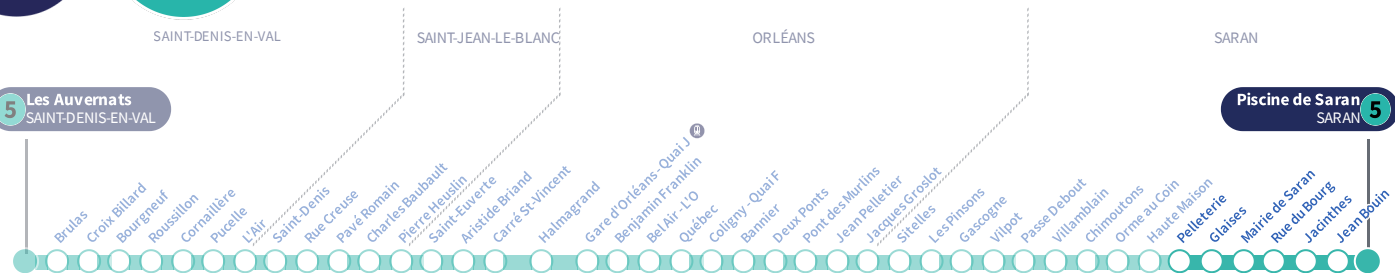 SAINT-DENIS-EN-VAL
SAINT-JEAN-LE-BLANC
ORLÉANS
SARAN
5
Les Auvernats
SAINT-DENIS-EN-VAL
Piscine de Saran
SARAN
5
Brulas
Croix Billard
Bourgneuf
Roussillon
Cornaillère
Pucelle
L'Air
Saint-Denis
Rue Creuse
Pavé Romain
Charles Baubault
Pierre Heuslin
Saint-Euverte
Aristide Briand
Carré St-Vincent
Halmagrand
Gare d'Orléans - Quai J
Benjamin Franklin
Bel Air - L'O
Québec
Coligny - Quai F
Bannier
Deux Ponts
Pont des Murlins
Jean Pelletier
Jacques Groslot
Sitelles
Les Pinsons
Gascogne
Vilpot
Passe Debout
Villamblain
Chimoutons
Orme au Coin
Haute Maison
Pelleterie
Glaises
Mairie de Saran
Rue du Bourg
Jacinthes
Jean Bouin